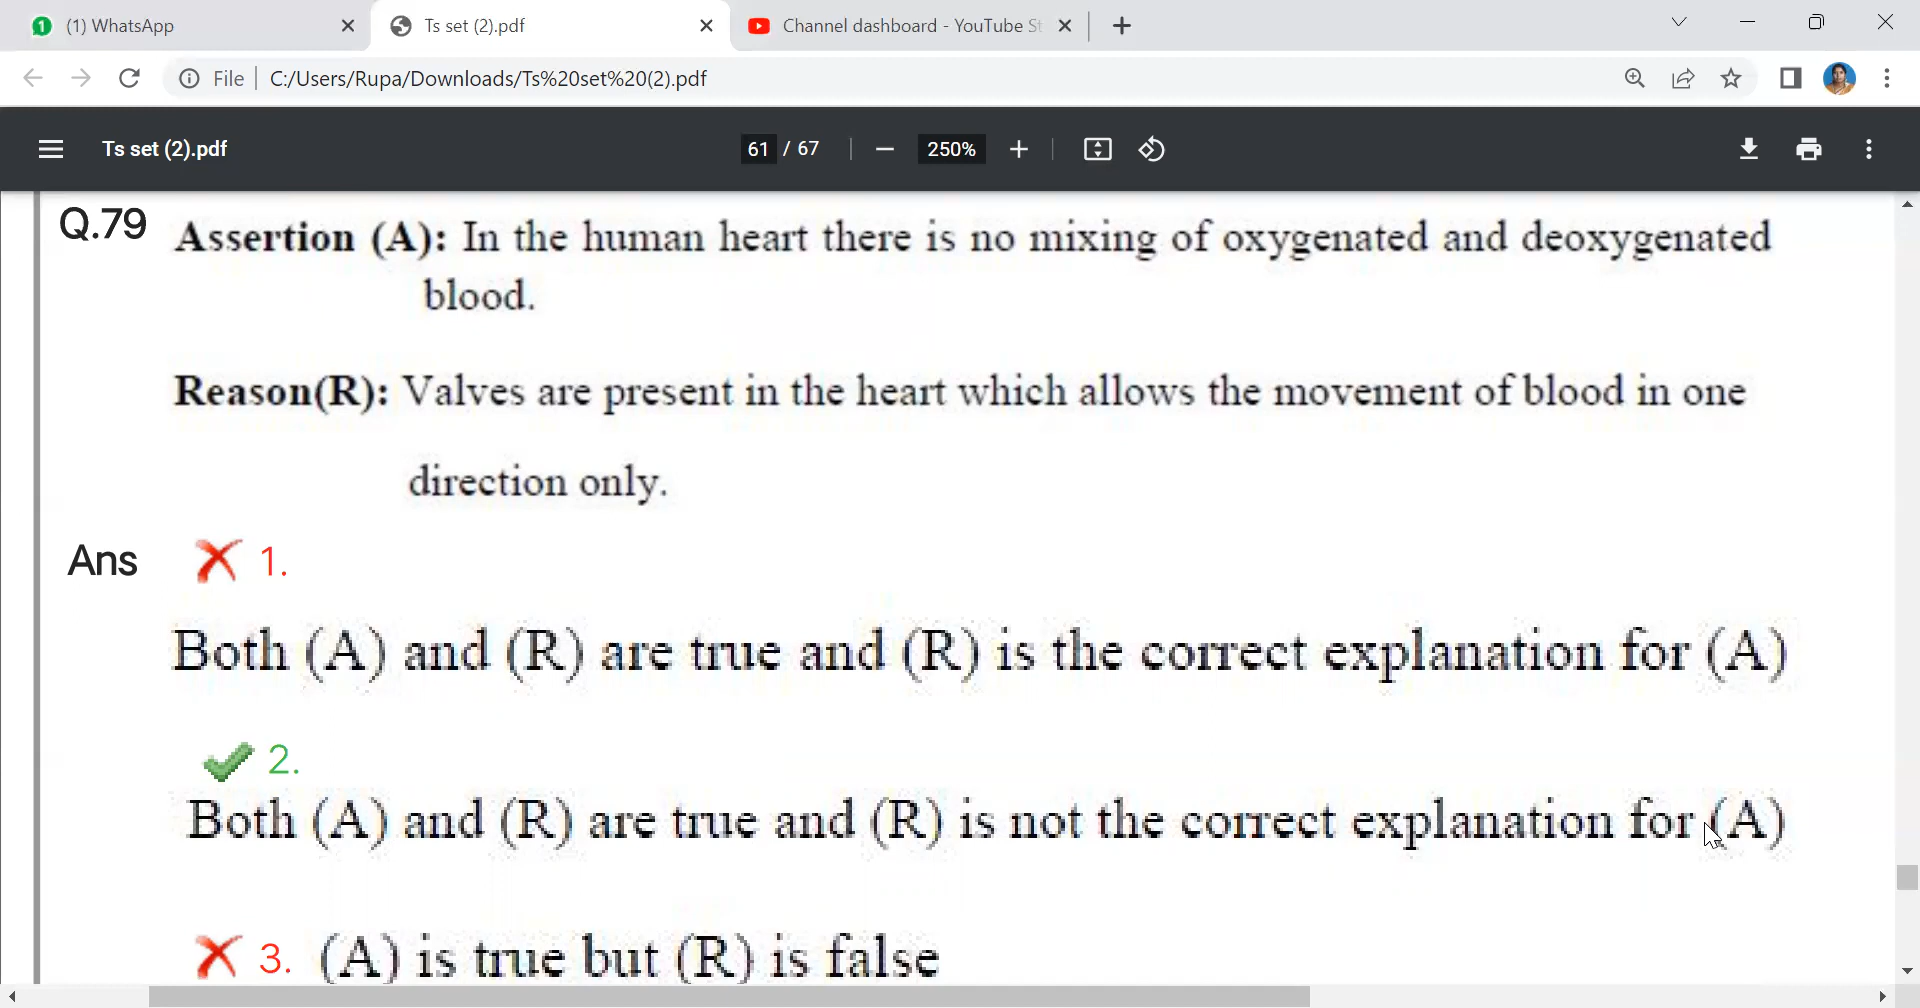 (1) WhatsApp
Ts set (2).pdf
Channel dashboard - YouTube St
File
C:/Users/Rupa/Downloads/Ts%20set%20(2).pdf
Ts set (2).pdf
61 / 67
250%
Q.79
Assertion (A): In the human heart there is no mixing of oxygenated and deoxygenated
blood.
Reason(R): Valves are present in the heart which allows the movement of blood in one
direction only.
Ans
1.
Both (A) and (R) are true and (R) is the correct explanation for (A)
2.
Both (A) and (R) are true and (R) is not the correct explanation for (A)
3. (A) is true but (R) is false